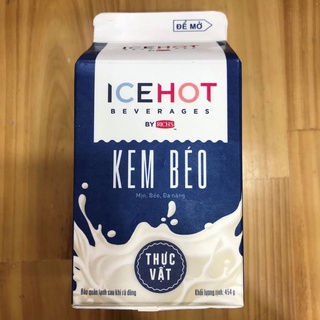 ĐỂ MỞ
ICEHOT
BEVERAGES
BY RICH'S
KEM BÉO
Mịn, Béo, Đa năng
THỰC
VẬT
Bảo quản lạnh sau khi rã đông
Khối lượng tịnh: 454 g